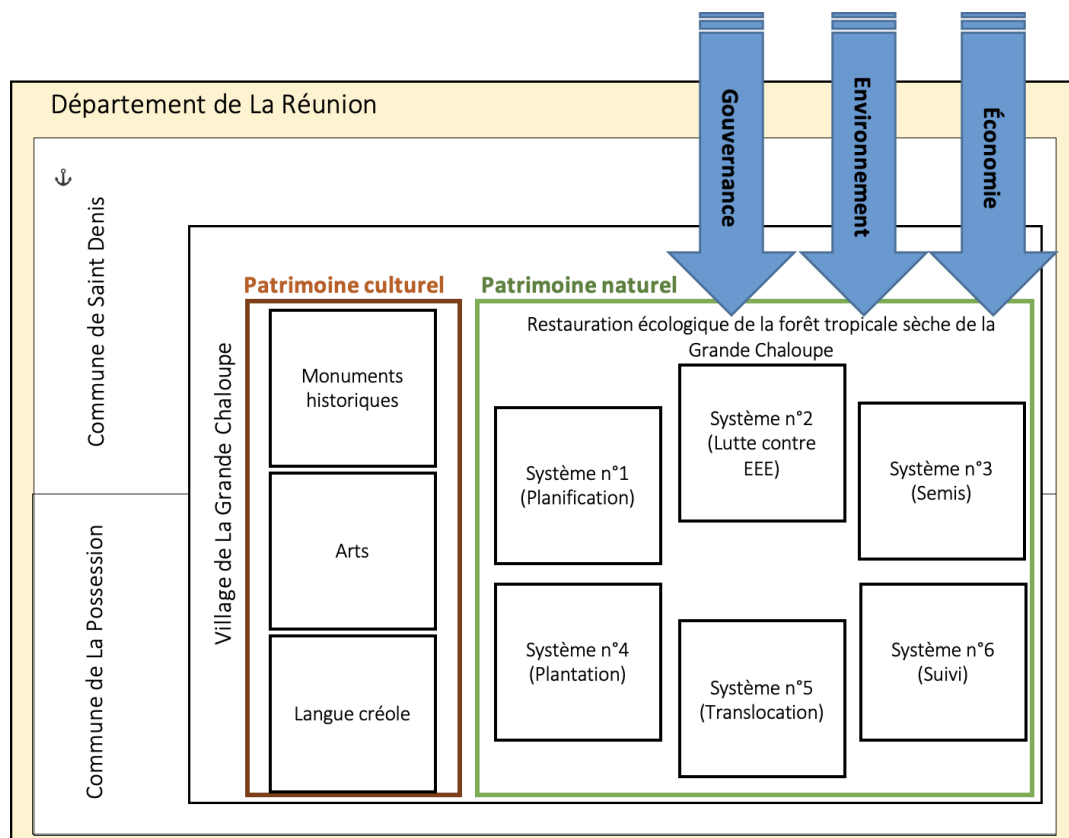 Gouvernance
Environnement
Économie
Département de La Réunion
Commune de Saint Denis
Commune de La Possession
Village de La Grande Chaloupe
Patrimoine culturel
Monuments
historiques
Arts
Langue créole
Patrimoine naturel
Restauration écologique de la forêt tropicale sèche de la
Grande Chaloupe
Système n°1
(Planification)
Système n°2
(Lutte contre
EEE)
Système n°3
(Semis)
Système n°4
(Plantation)
Système n°5
(Translocation)
Système n°6
(Suivi)